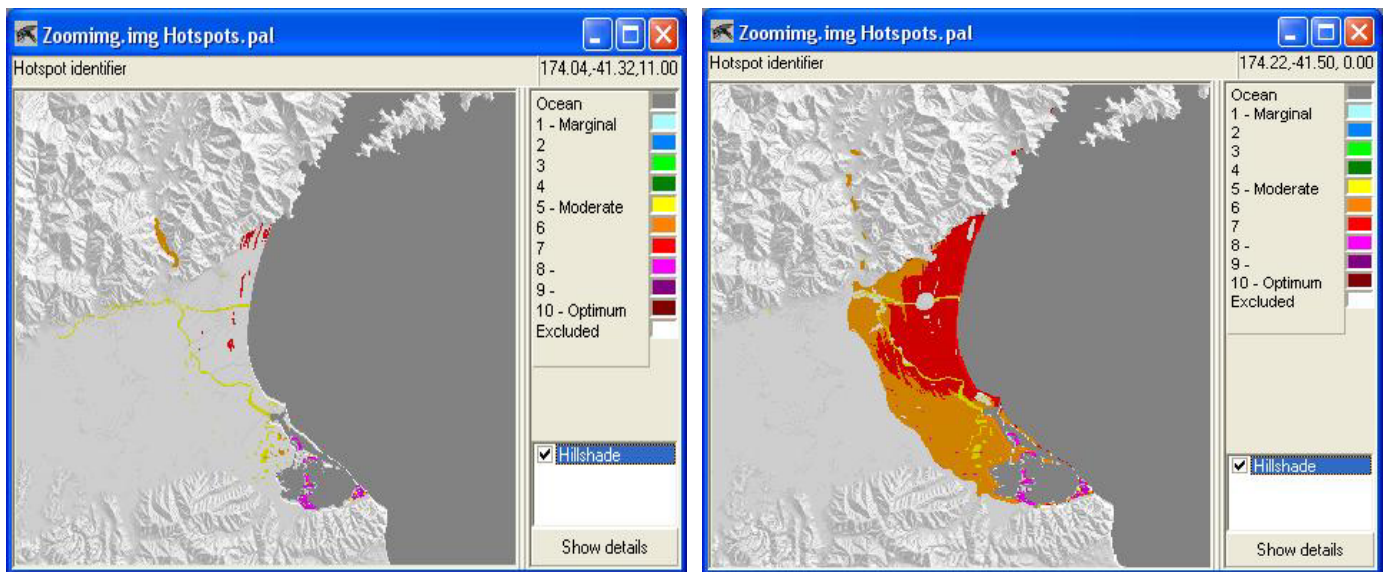 Zoomimg.img Hotspots.pal
Hotspot identifier
174.04,-41.32,11.00
Ocean
1 - Marginal
2
3
4
5 - Moderate
6
7
8 -
9 -
10 - Optimum
Excluded
Hillshade
Show details
Zoomimg.img Hotspots.pal
Hotspot identifier
174.22,-41.50, 0.00
Ocean
1 - Marginal
2
3
4
5 - Moderate
6
7
8 -
9 -
10 - Optimum
Excluded
Hillshade
Show details